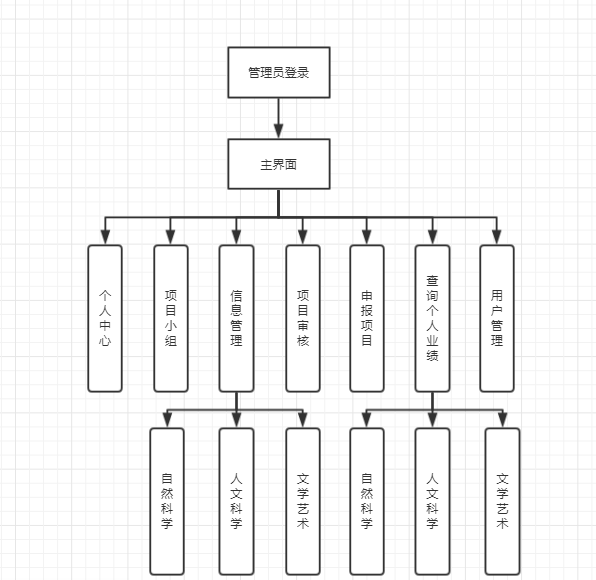 管理员登录
主界面
个人中心
项目小组
信息管理
项目审核
申报项目
查询个人业绩
用户管理
自然科学
人文科学
文学艺术
自然科学
人文科学
文学艺术